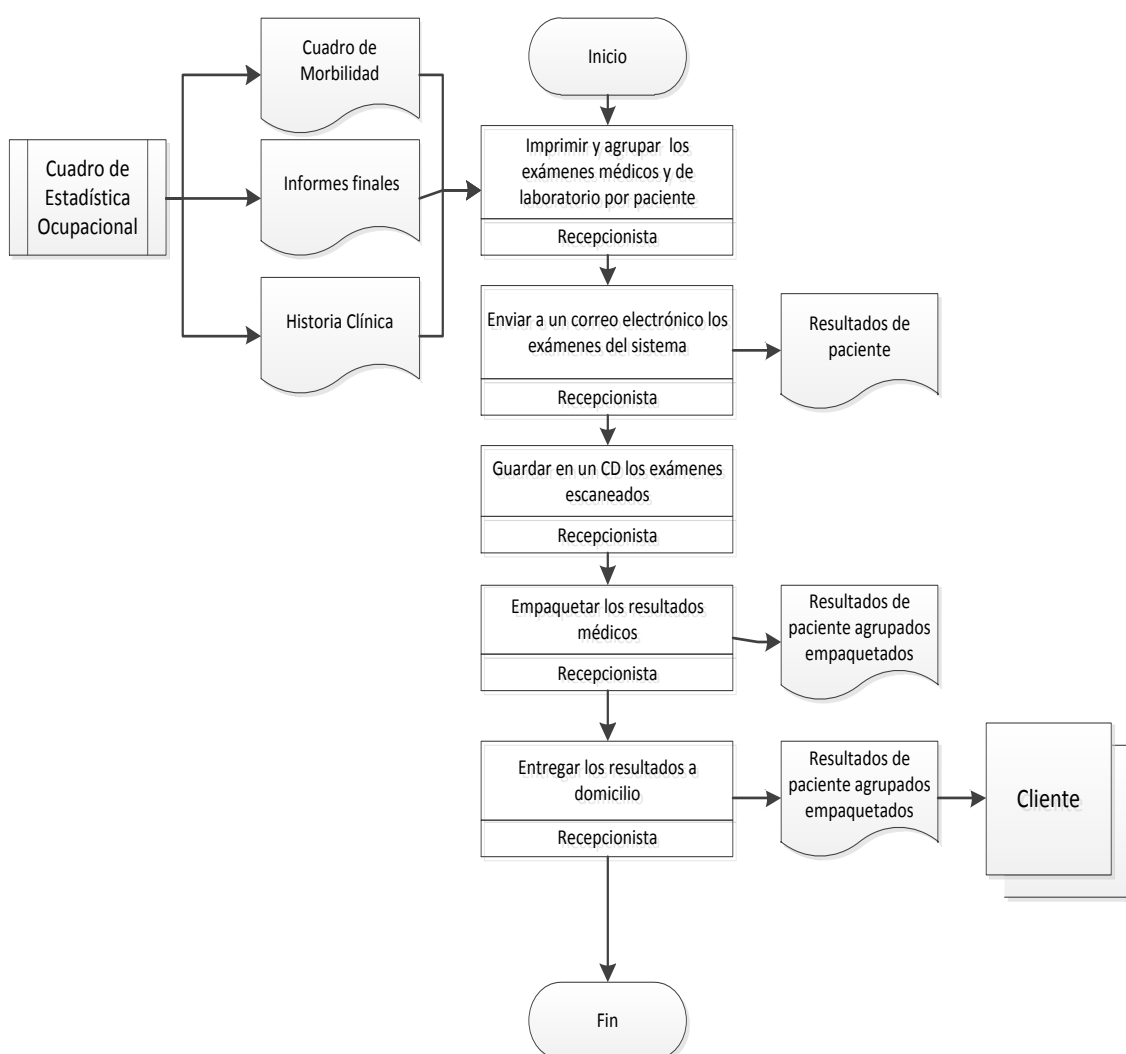 Cuadro de
Morbilidad
Inicio
Cuadro de
Estadística
Ocupacional
Informes finales
Imprimir y agrupar los
exámenes médicos y de
laboratorio por paciente
Recepcionista
Historia Clínica
Enviar a un correo electrónico los
exámenes del sistema
Recepcionista
Resultados de
paciente
Guardar en un CD los exámenes
escaneados
Recepcionista
Empaquetar los resultados
médicos
Recepcionista
Resultados de
paciente agrupados
empaquetados
Entregar los resultados a
domicilio
Recepcionista
Resultados de
paciente agrupados
empaquetados
Cliente
Fin